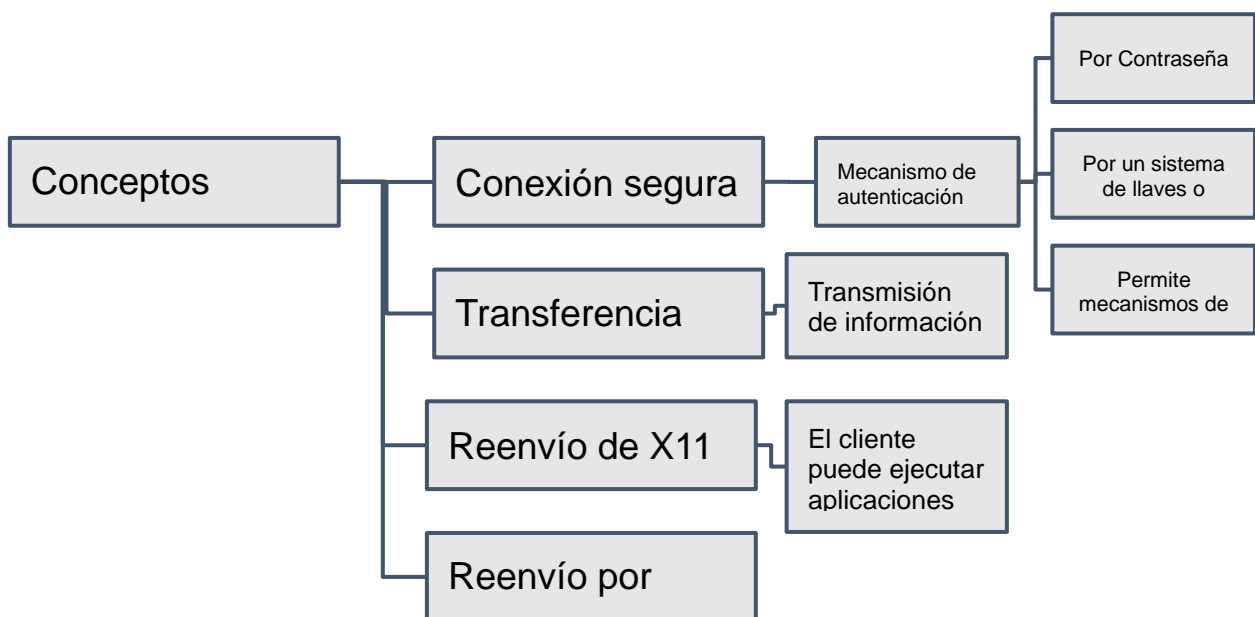 Conceptos
Conexión segura
Mecanismo de
autenticación
Por Contraseña
Por un sistema
de llaves o
Permite
mecanismos de
Transferencia
Transmisión
de información
Reenvío de X11
El cliente
puede ejecutar
aplicaciones
Reenvío por